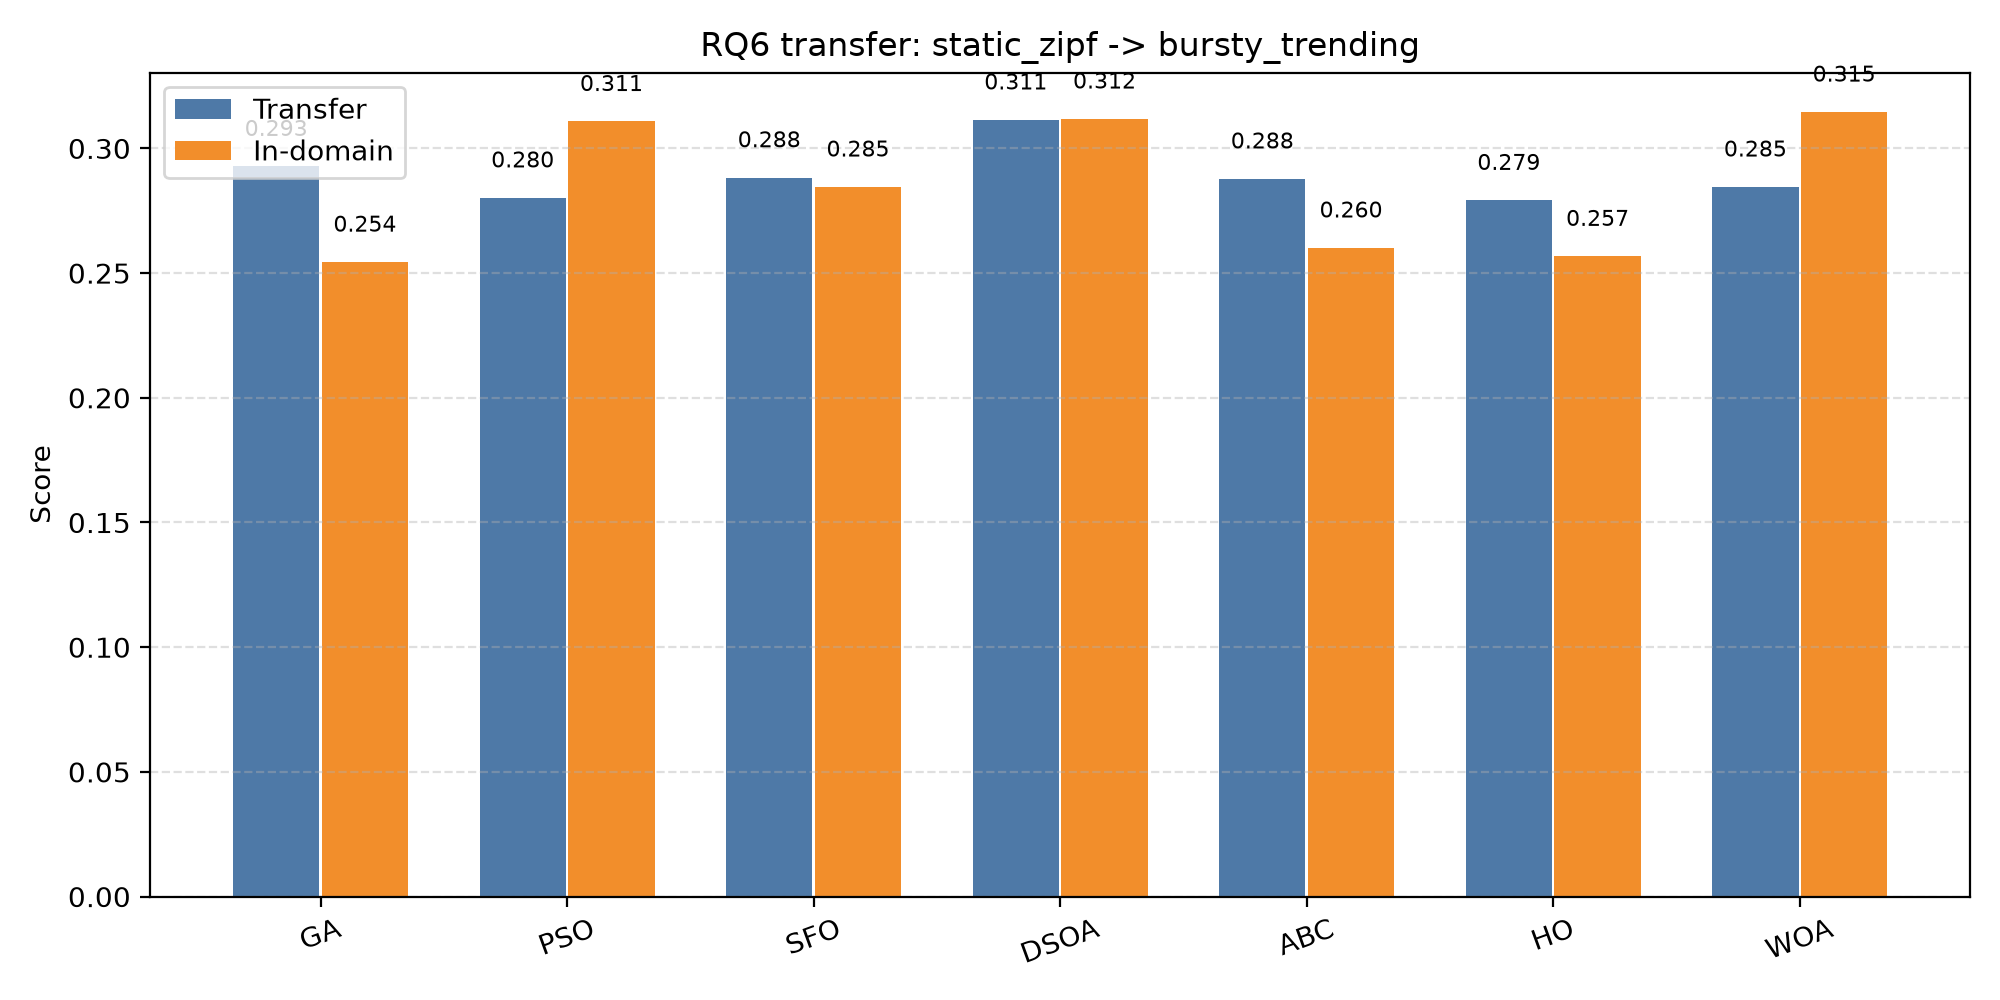 RQ6 transfer: static_zipf -> bursty_trending
Transfer
In-domain
0.293
0.254
0.280
0.311
0.288
0.285
0.311
0.312
0.288
0.260
0.279
0.257
0.285
0.315
Score
0.30
0.25
0.20
0.15
0.10
0.05
0.00
GA
PSO
SFO
DSOA
ABC
HO
WOA